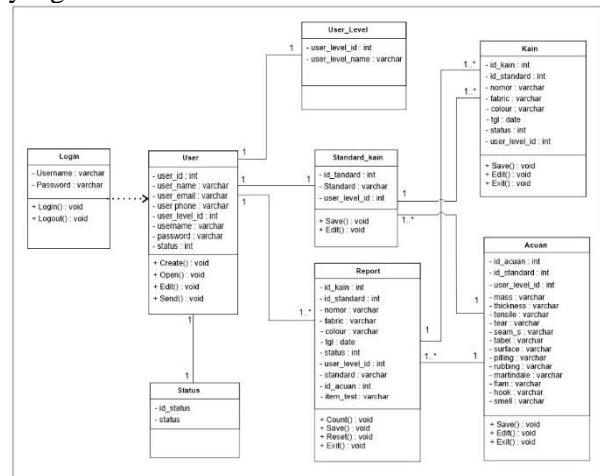 User_Level
- user_level_id : int
- user_level_name : varchar
Kain
- id_kain : int
- id_standard : int
- nomor : varchar
- fabric : varchar
- colour : varchar
- tgl : date
- status : int
- user_level_id : int
+ Save() : void
+ Edit() : void
+ Exit() : void
Login
- Username : varchar
- Password : varchar
+ Login() : void
+ Logout() : void
User
- user_id : int
- user_name : varchar
- user_email : varchar
- user phone : varchar
- user_level_id : int
- username : varchar
- password : varchar
- status : int
+ Create() : void
+ Open() : void
+ Edit() : void
+ Send() : void
Standard_kain
- id_tandard : int
- Standard : varchar
- user_level_id : int
+ Save() : void
+ Edit() : void
Report
- id_kain : int
- id_standard : int
- nomor : varchar
- fabric : varchar
- colour : varchar
- tgl : date
- status : int
- user_level_id : int
- standard : varchar
- id_acuan : int
- item_test : varchar
+ Count() : void
+ Save() : void
+ Reset() : void
+ Exit() : void
Acuan
- id_acuan : int
- id_standard : int
- user_level_id : int
- mass : varchar
- thickness : varchar
- tensile : varchar
- tear : varchar
- seam_s : varchar
- tabel : varchar
- surface : varchar
- pilling : varchar
- rubbing : varchar
- martindale : varchar
- flam : varchar
- hook : varchar
- smell : varchar
+ Save() : void
+ Edif() : void
+ Exit() : void
Status
- id_status
- status
1
1
1..*
1..*
1
1
1
1
1..*
1
1..*
1
1
1..*
1
1
1